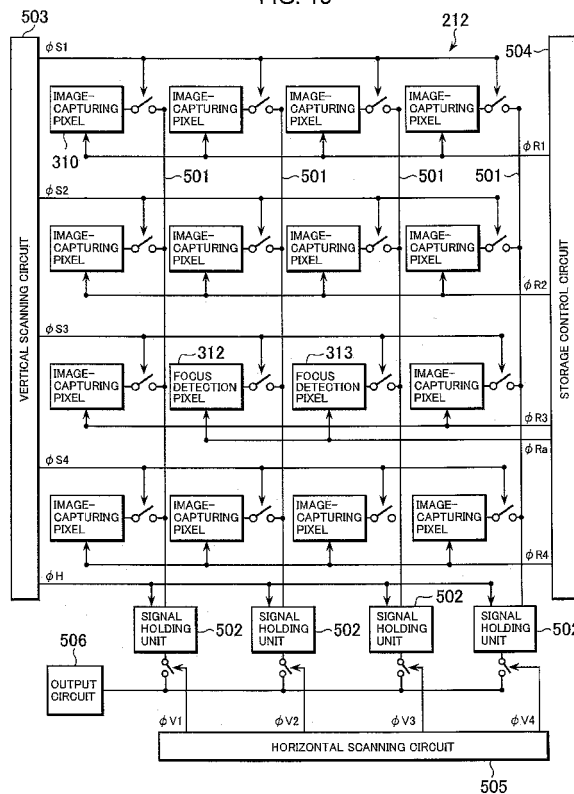 503
212
504
φS1
IMAGE-
CAPTURING
PIXEL
IMAGE-
CAPTURING
PIXEL
IMAGE-
CAPTURING
PIXEL
IMAGE-
CAPTURING
PIXEL
310
φR1
501
501
501
501
φS2
IMAGE-
CAPTURING
PIXEL
IMAGE-
CAPTURING
PIXEL
IMAGE-
CAPTURING
PIXEL
IMAGE-
CAPTURING
PIXEL
φR2
VERTICAL SCANNING CIRCUIT
STORAGE CONTROL CIRCUIT
φS3
312
313
IMAGE-
CAPTURING
PIXEL
FOCUS
DETECTION
PIXEL
FOCUS
DETECTION
PIXEL
IMAGE-
CAPTURING
PIXEL
φR3
φRa
φS4
IMAGE-
CAPTURING
PIXEL
IMAGE-
CAPTURING
PIXEL
IMAGE-
CAPTURING
PIXEL
IMAGE-
CAPTURING
PIXEL
φR4
φH
SIGNAL
HOLDING
UNIT
502
SIGNAL
HOLDING
UNIT
502
SIGNAL
HOLDING
UNIT
502
SIGNAL
HOLDING
UNIT
502
506
OUTPUT
CIRCUIT
φV1
φV2
φV3
φV4
HORIZONTAL SCANNING CIRCUIT
505